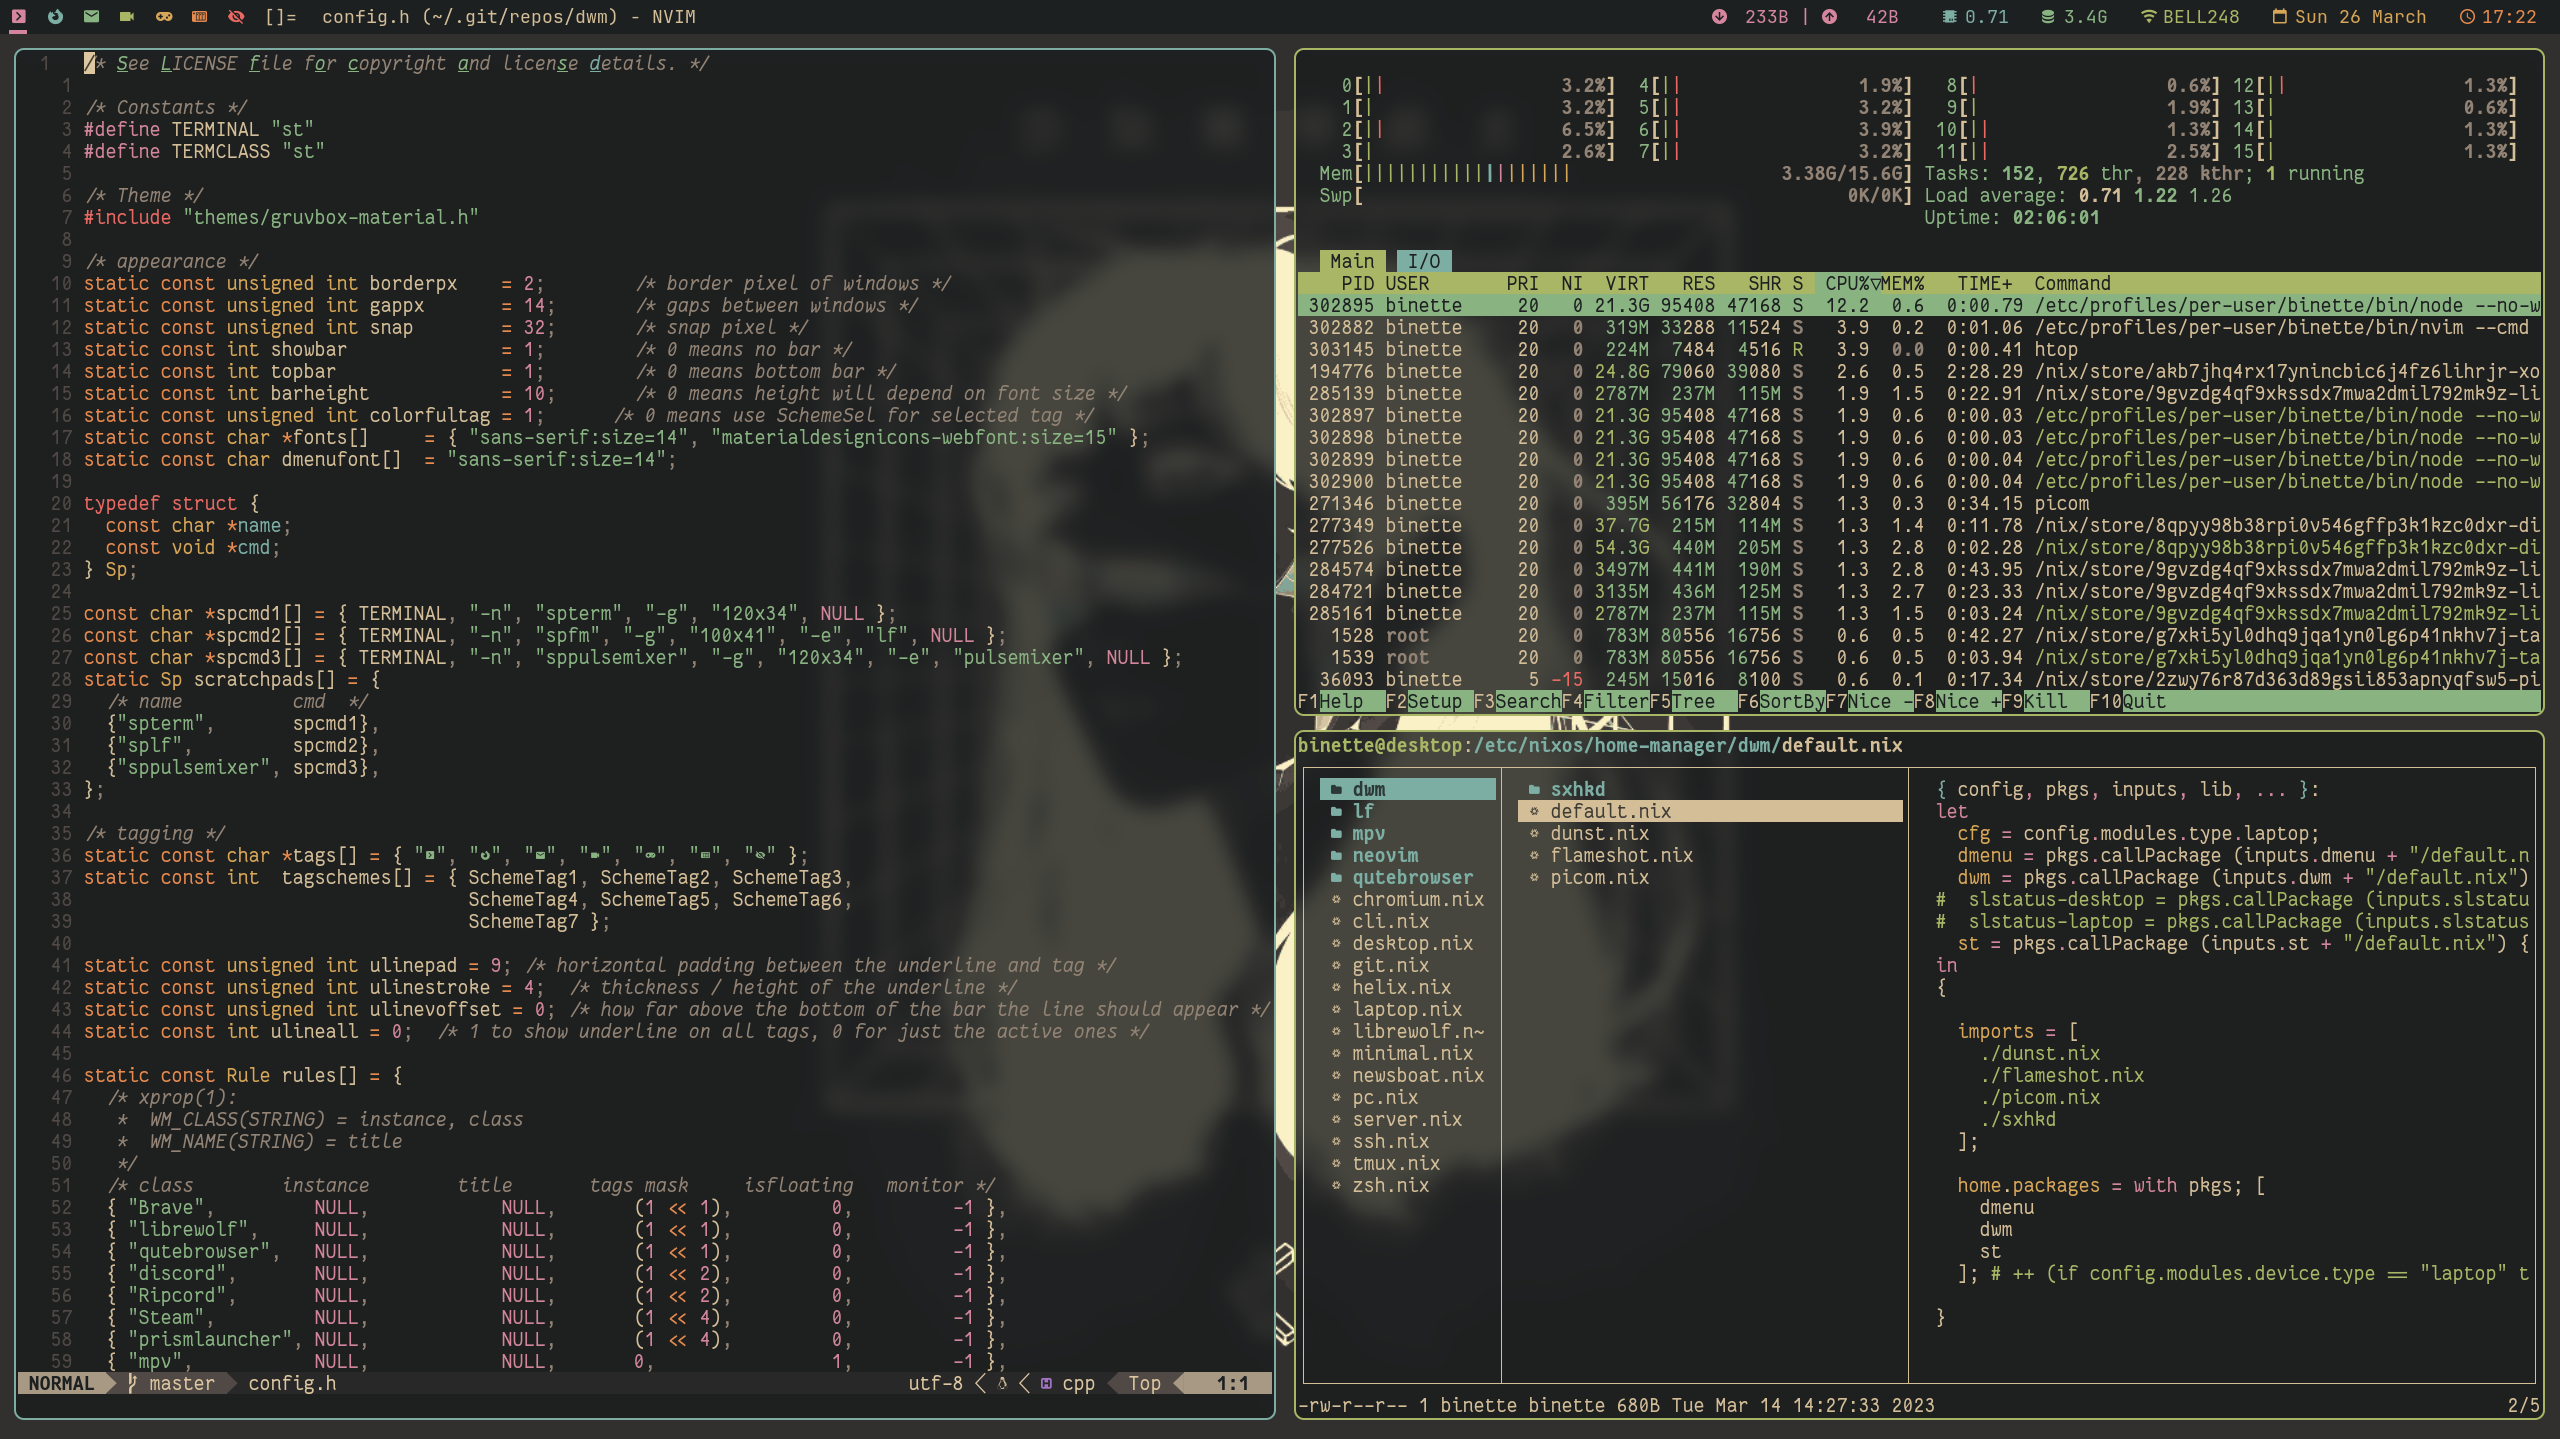 []= config.h (~/.git/repos/dwm) - NVIM 233B | 42B 0.71 3.4G BELL248 Sun 26 March 17:22
1 /* See LICENSE file for copyright and license details. */
1
2 /* Constants */
3 #define TERMINAL "st"
4 #define TERMCLASS "st"
5
6 /* Theme */
7 #include "themes/gruvbox-material.h"
8
9 /* appearance */
10 static const unsigned int borderpx = 2; /* border pixel of windows */
11 static const unsigned int gappx = 14; /* gaps between windows */
12 static const unsigned int snap = 32; /* snap pixel */
13 static const int showbar = 1; /* 0 means no bar */
14 static const int topbar = 1; /* 0 means bottom bar */
15 static const int barheight = 10; /* 0 means height will depend on font size */
16 static const unsigned int colorfultag = 1; /* 0 means use SchemeSel for selected tag */
17 static const char *fonts[] = { "sans-serif:size=14", "materialdesignicons-webfont:size=15" };
18 static const char dmenufont[] = "sans-serif:size=14";
19
20 typedef struct {
21 const char *name;
22 const void *cmd;
23 } Sp;
24
25 const char *spcmd1[] = { TERMINAL, "-n", "spterm", "-g", "120x34", NULL };
26 const char *spcmd2[] = { TERMINAL, "-n", "spfm", "-g", "100x41", "-e", "lf", NULL };
27 const char *spcmd3[] = { TERMINAL, "-n", "sppulsemixer", "-g", "120x34", "-e", "pulsemixer", NULL };
28 static Sp scratchpads[] = {
29 /* name cmd */
30 {"spterm", spcmd1},
31 {"splf", spcmd2},
32 {"sppulsemixer", spcmd3},
33 };
34
35 /* tagging */
36 static const char *tags[] = { "", "", "", "", "", "", "" };
37 static const int tagschemes[] = { SchemeTag1, SchemeTag2, SchemeTag3,
38 SchemeTag4, SchemeTag5, SchemeTag6,
39 SchemeTag7 };
40
41 static const unsigned int ulinepad = 9; /* horizontal padding between the underline and tag */
42 static const unsigned int ulinestroke = 4; /* thickness / height of the underline */
43 static const unsigned int ulinevoffset = 0; /* how far above the bottom of the bar the line should appear */
44 static const int ulineall = 0; /* 1 to show underline on all tags, 0 for just the active ones */
45
46 static const Rule rules[] = {
47 /* xprop(1):
48 * WM_CLASS(STRING) = instance, class
49 * WM_NAME(STRING) = title
50 */
51 /* class instance title tags mask isfloating monitor */
52 { "Brave", NULL, NULL, (1 << 1), 0, -1 },
53 { "librewolf", NULL, NULL, (1 << 1), 0, -1 },
54 { "qutebrowser", NULL, NULL, (1 << 1), 0, -1 },
55 { "discord", NULL, NULL, (1 << 2), 0, -1 },
56 { "Ripcord", NULL, NULL, (1 << 2), 0, -1 },
57 { "Steam", NULL, NULL, (1 << 4), 0, -1 },
58 { "prismlauncher", NULL, NULL, (1 << 4), 0, -1 },
59 { "mpv", NULL, NULL, 0, 1, -1 },
NORMAL master config.h utf-8 < < cpp Top 1:1
0[|| 3.2%] 4[|| 1.9%] 8[| 0.6%] 12[|| 1.3%]
1[| 3.2%] 5[|| 3.2%] 9[| 1.9%] 13[| 0.6%]
2[|| 6.5%] 6[|| 3.9%] 10[|| 1.3%] 14[| 1.3%]
3[| 2.6%] 7[|| 3.2%] 11[|| 2.5%] 15[| 1.3%]
Mem[||||||||||||||||||| 3.38G/15.6G] Tasks: 152, 726 thr, 228 kthr; 1 running
Swp[ 0K/0K] Load average: 0.71 1.22 1.26
Uptime: 02:06:01
Main I/O
PID USER PRI NI VIRT RES SHR S CPU%▽MEM% TIME+ Command
302895 binette 20 0 21.3G 95408 47168 S 12.2 0.6 0:00.79 /etc/profiles/per-user/binette/bin/node --no-w
302882 binette 20 0 319M 33288 11524 S 3.9 0.2 0:01.06 /etc/profiles/per-user/binette/bin/nvim --cmd
303145 binette 20 0 224M 7484 4516 R 3.9 0.0 0:00.41 htop
194776 binette 20 0 24.8G 79060 39080 S 2.6 0.5 2:28.29 /nix/store/akb7jhq4rx17ynincbic6j4fz6lihrjr-xo
285139 binette 20 0 2787M 237M 115M S 1.9 1.5 0:22.91 /nix/store/9gvzdg4qf9xkssdx7mwa2dmil792mk9z-li
302897 binette 20 0 21.3G 95408 47168 S 1.9 0.6 0:00.03 /etc/profiles/per-user/binette/bin/node --no-w
302898 binette 20 0 21.3G 95408 47168 S 1.9 0.6 0:00.03 /etc/profiles/per-user/binette/bin/node --no-w
302899 binette 20 0 21.3G 95408 47168 S 1.9 0.6 0:00.04 /etc/profiles/per-user/binette/bin/node --no-w
302900 binette 20 0 21.3G 95408 47168 S 1.9 0.6 0:00.04 /etc/profiles/per-user/binette/bin/node --no-w
271346 binette 20 0 395M 56176 32804 S 1.3 0.3 0:34.15 picom
277349 binette 20 0 37.7G 215M 114M S 1.3 1.4 0:11.78 /nix/store/8qpyy98b38rpi0v546gffp3k1kzc0dxr-di
277526 binette 20 0 54.3G 440M 205M S 1.3 2.8 0:02.28 /nix/store/8qpyy98b38rpi0v546gffp3k1kzc0dxr-di
284574 binette 20 0 3497M 441M 190M S 1.3 2.8 0:43.95 /nix/store/9gvzdg4qf9xkssdx7mwa2dmil792mk9z-li
284721 binette 20 0 3135M 436M 125M S 1.3 2.7 0:23.33 /nix/store/9gvzdg4qf9xkssdx7mwa2dmil792mk9z-li
285161 binette 20 0 2787M 237M 115M S 1.3 1.5 0:03.24 /nix/store/9gvzdg4qf9xkssdx7mwa2dmil792mk9z-li
1528 root 20 0 783M 80556 16756 S 0.6 0.5 0:42.27 /nix/store/g7xki5yl0dhq9jqa1yn0lg6p41nkhv7j-ta
1539 root 20 0 783M 80556 16756 S 0.6 0.5 0:03.94 /nix/store/g7xki5yl0dhq9jqa1yn0lg6p41nkhv7j-ta
36093 binette 5 -15 245M 15016 8100 S 0.6 0.1 0:17.34 /nix/store/2zwy76r87d363d89gsii853apnyqfsw5-pi
F1Help F2Setup F3SearchF4FilterF5Tree F6SortByF7Nice -F8Nice +F9Kill F10Quit
binette@desktop:/etc/nixos/home-manager/dwm/default.nix
dwm
lf
mpv
neovim
qutebrowser
chromium.nix
cli.nix
desktop.nix
git.nix
helix.nix
laptop.nix
librewolf.n~
minimal.nix
newsboat.nix
pc.nix
server.nix
ssh.nix
tmux.nix
zsh.nix
sxhkd
default.nix
dunst.nix
flameshot.nix
picom.nix
{ config, pkgs, inputs, lib, ... }:
let
cfg = config.modules.type.laptop;
dmenu = pkgs.callPackage (inputs.dmenu + "/default.n
dwm = pkgs.callPackage (inputs.dwm + "/default.nix")
# slstatus-desktop = pkgs.callPackage (inputs.slstatu
# slstatus-laptop = pkgs.callPackage (inputs.slstatus
st = pkgs.callPackage (inputs.st + "/default.nix") {
in
{
imports = [
./dunst.nix
./flameshot.nix
./picom.nix
./sxhkd
];
home.packages = with pkgs; [
dmenu
dwm
st
]; # ++ (if config.modules.device.type == "laptop" t
}
-rw-r--r-- 1 binette binette 680B Tue Mar 14 14:27:33 2023 2/5